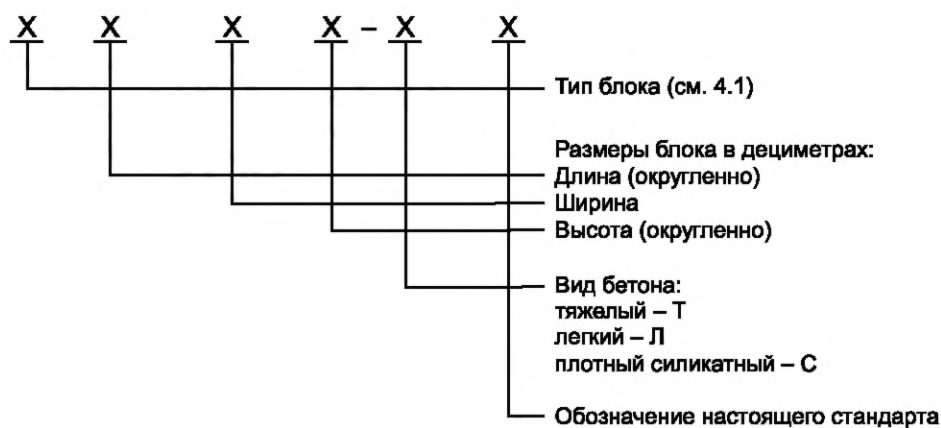 X X X X – X X
Тип блока (см. 4.1)
Размеры блока в дециметрах:
Длина (округленно)
Ширина
Высота (округленно)
Вид бетона:
тяжелый – Т
легкий – Л
плотный силикатный – С
Обозначение настоящего стандарта